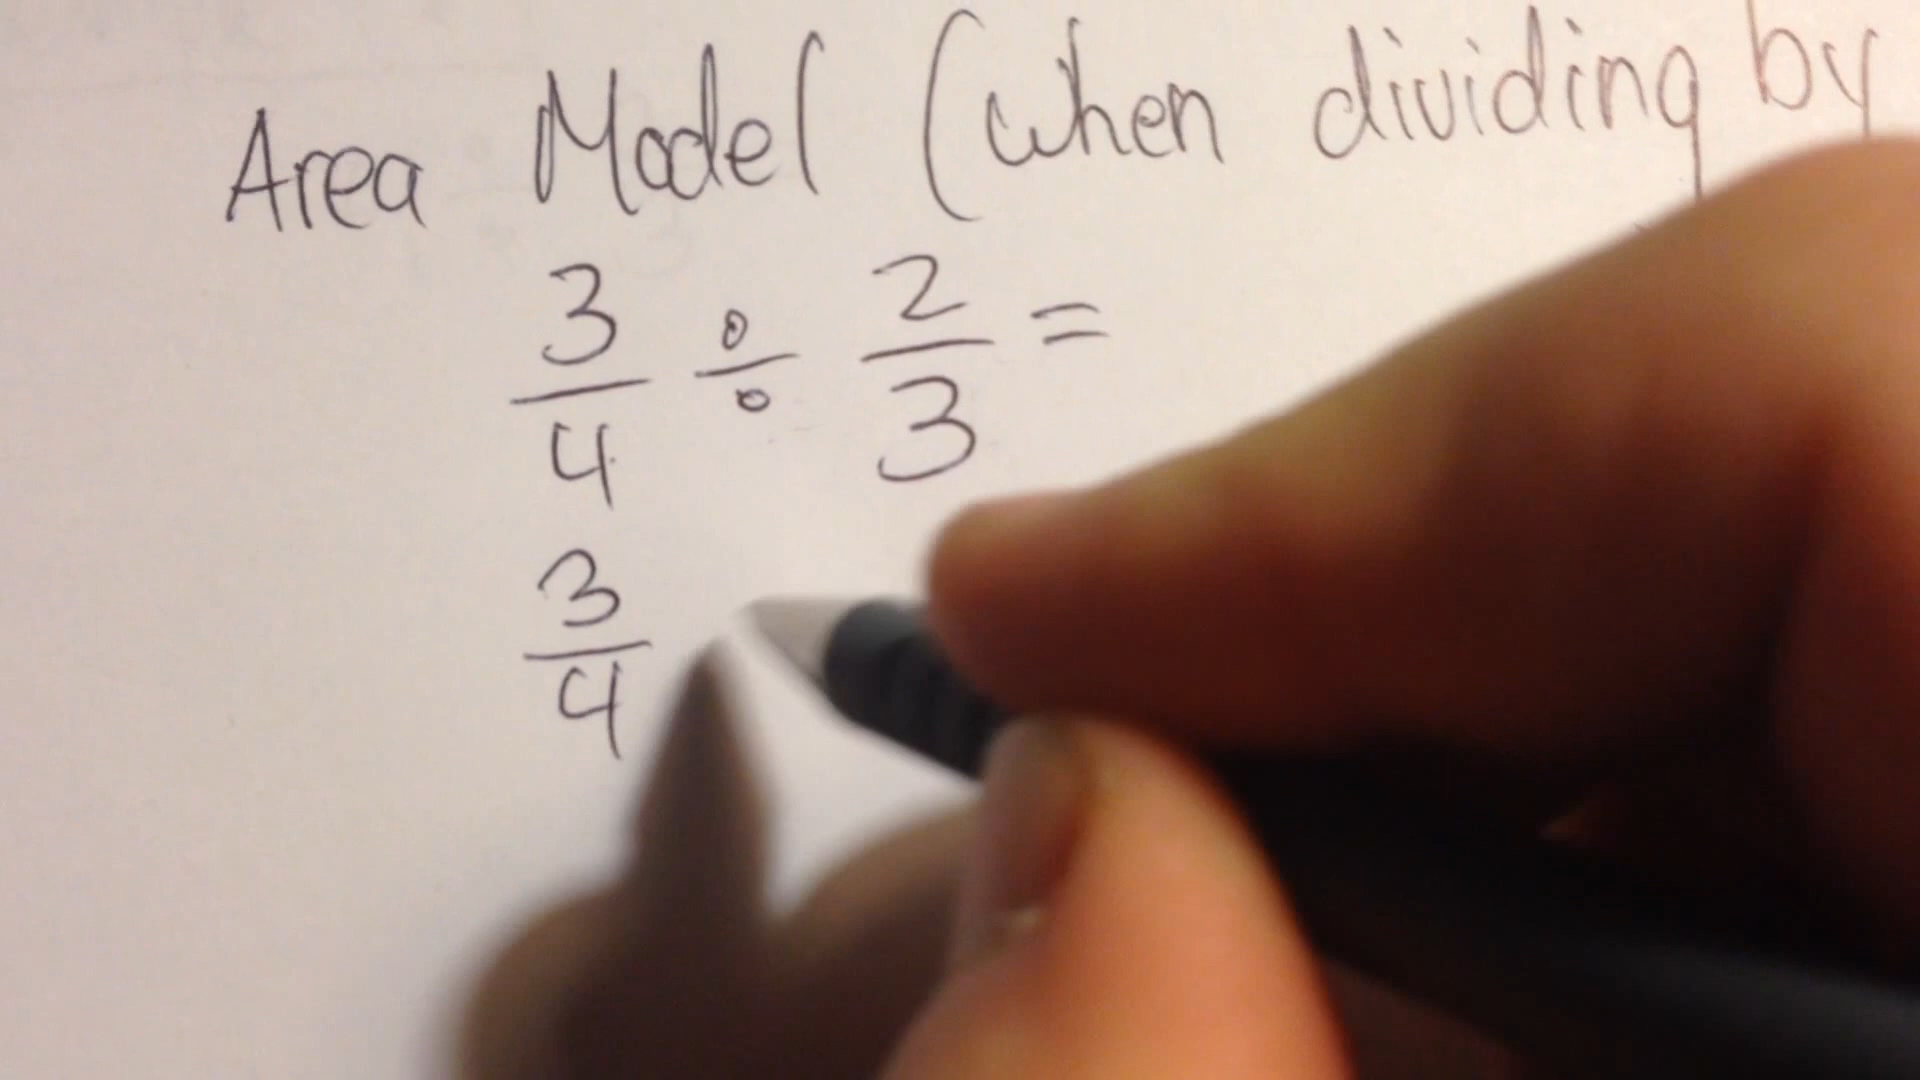 Area Model (when dividing by
3/4 ÷ 2/3 =
3/4